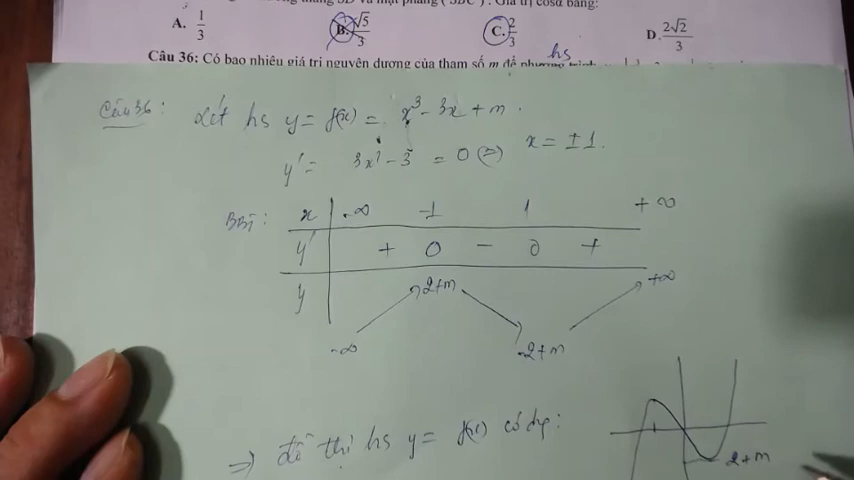 A. 1/3 B. √5/3 C. 2/3 D. 2√2/3
hs
Câu 36: Có bao nhiêu giá trị nguyên dương của tham số m để phương trình
Câu 36: Xét hs y = f(x) = x³ - 3x + m.
y' = 3x² - 3 = 0 (=) x = ±1.
BBT: x -∞ -1 1 +∞
y' + 0 - 0 +
y -∞ 2+m -2+m +∞
=> đồ thị hs y = f(x) có dạng:
-2+m